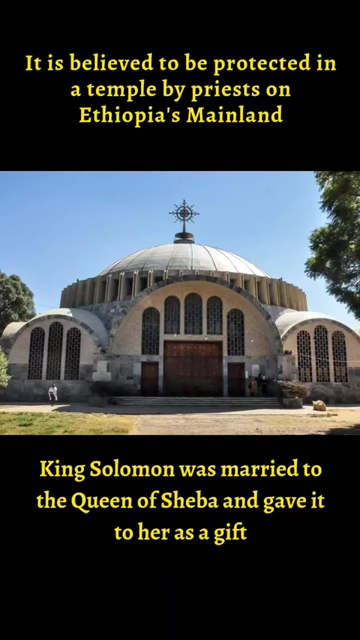 It is believed to be protected in
a temple by priests on
Ethiopia's Mainland
King Solomon was married to
the Queen of Sheba and gave it
to her as a gift